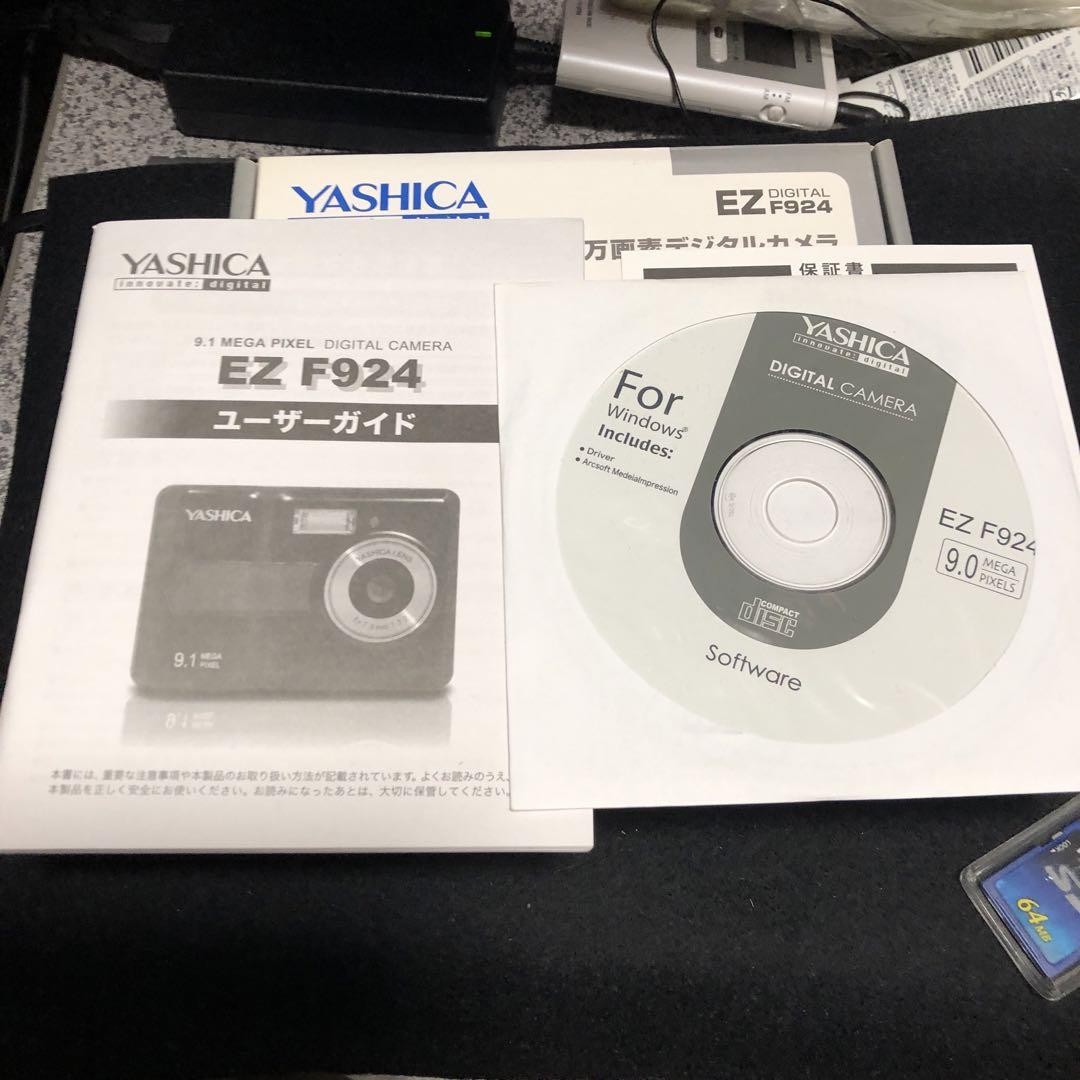 YASHICA
EZ DIGITAL F924
万画素デジタルカメラ
保証書
YASHICA
innovate: digital
9.1 MEGA PIXEL DIGITAL CAMERA
EZ F924
ユーザーガイド
YASHICA
YASHICA LENS
9.1 MEGA PIXEL
本書には、重要な注意事項や本製品のお取り扱い方法が記載されています。よくお読みのうえ、
本製品を正しく安全にお使いください。お読みになったあとは、大切に保管してください。
YASHICA
innovate: digital
DIGITAL CAMERA
For
Windows®
Includes:
• Driver
• Arcsoft MedeiaImpression
EZ F924
9.0 MEGA PIXELS
COMPACT
disc
Software
LOCK
64MB